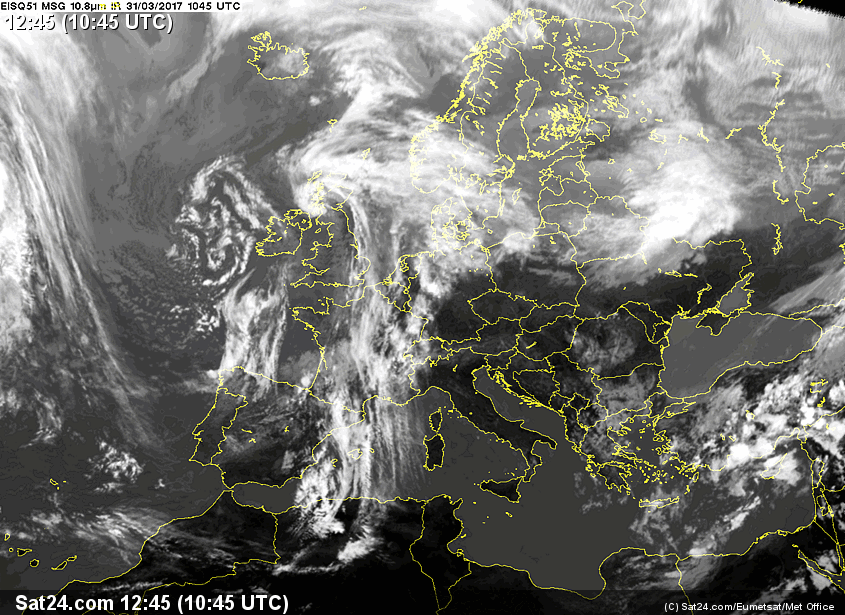 EISQ51 MSG 10.8µm IR 31/03/2017 1045 UTC
12:45 (10:45 UTC)
Sat24.com 12:45 (10:45 UTC)
(C) Sat24.com/Eumetsat/Met Office